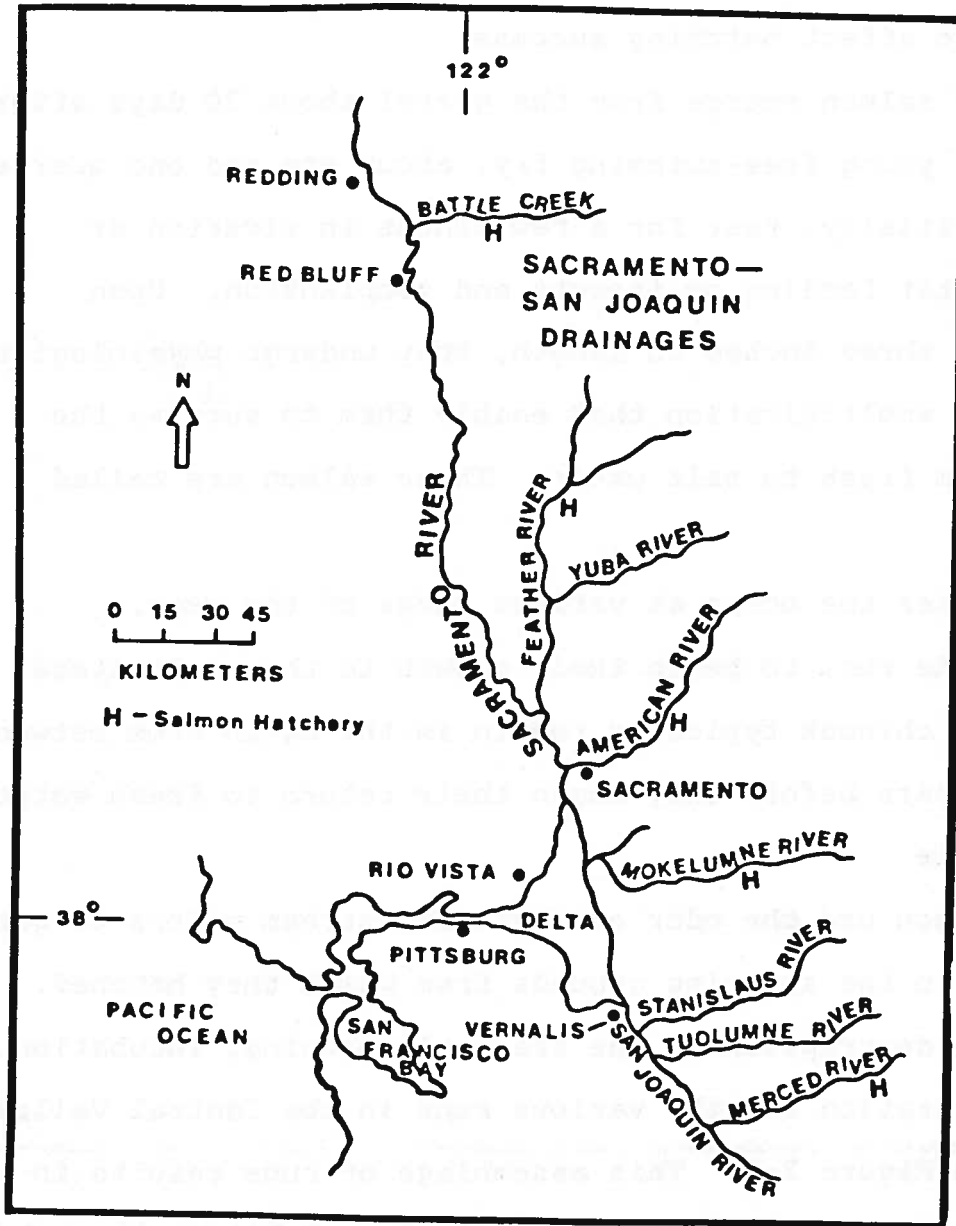 122°
REDDING
BATTLE CREEK
H
RED BLUFF
SACRAMENTO—
SAN JOAQUIN
DRAINAGES
N
SACRAMENTO RIVER
FEATHER RIVER
H
YUBA RIVER
0 15 30 45
KILOMETERS
H – Salmon Hatchery
AMERICAN RIVER
H
SACRAMENTO
RIO VISTA
MOKELUMNE RIVER
H
38°
DELTA
PITTSBURG
STANISLAUS RIVER
PACIFIC
OCEAN
SAN
FRANCISCO
BAY
VERNALIS
TUOLUMNE RIVER
SAN JOAQUIN RIVER
MERCED RIVER
H